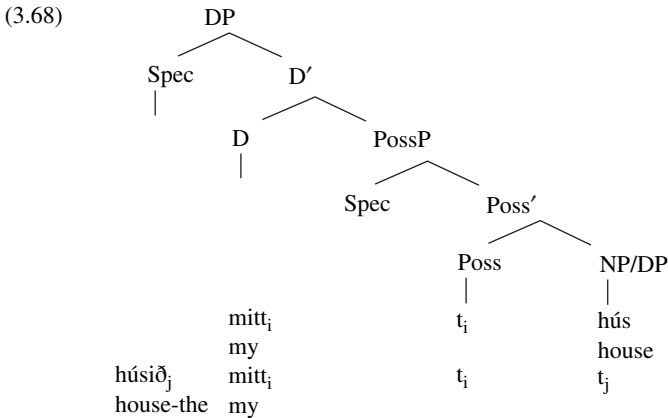 (3.68) DP
Spec D′
D PossP
Spec Poss′
Poss NP/DP
mittᵢ tᵢ hús
my house
húsiðⱼ mittᵢ tᵢ tⱼ
house-the my